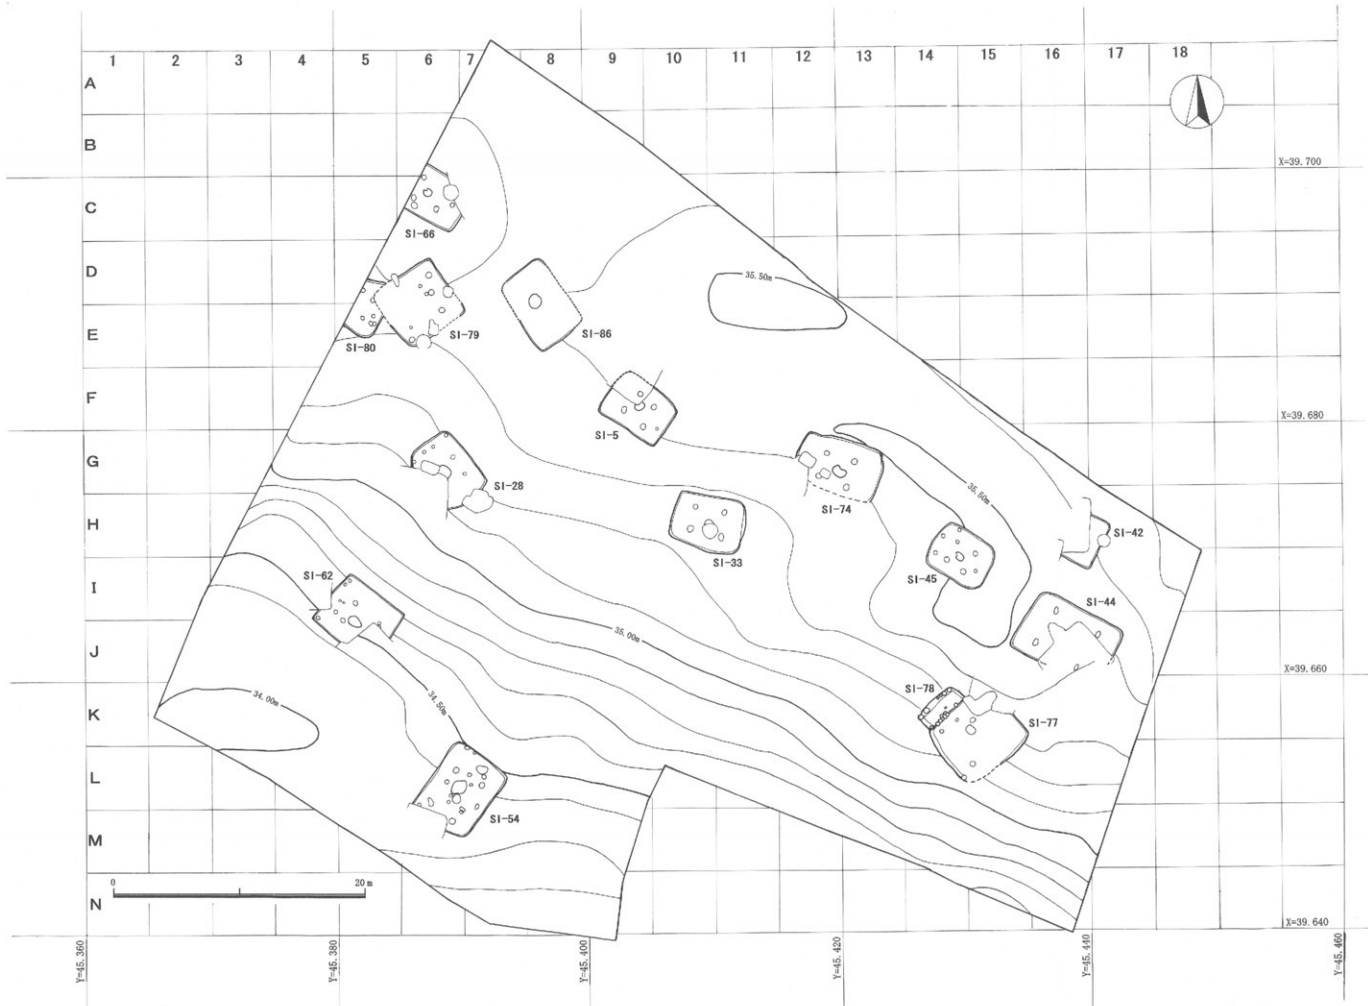 1 2 3 4 5 6 7 8 9 10 11 12 13 14 15 16 17 18
A
B
X=39.700
C
SI-66
D
35.50m
E
SI-80 SI-79 SI-86
F
X=39.680
SI-5
G
SI-28
35.50m
SI-74
H
SI-42
SI-33
SI-45
SI-62
I
SI-44
35.00m
J
X=39.660
SI-78
34.00m
34.50m
K
SI-77
L
SI-54
M
0 20m
N
X=39.640
Y=45.360 Y=45.380 Y=45.400 Y=45.420 Y=45.440 Y=45.460